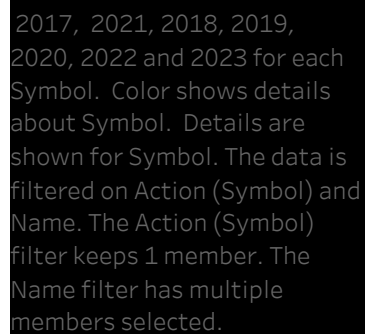 2017,  2021, 2018, 2019,
2020, 2022 and 2023 for each
Symbol.  Color shows details
about Symbol.  Details are
shown for Symbol. The data is
filtered on Action (Symbol) and
Name. The Action (Symbol)
filter keeps 1 member. The
Name filter has multiple
members selected.